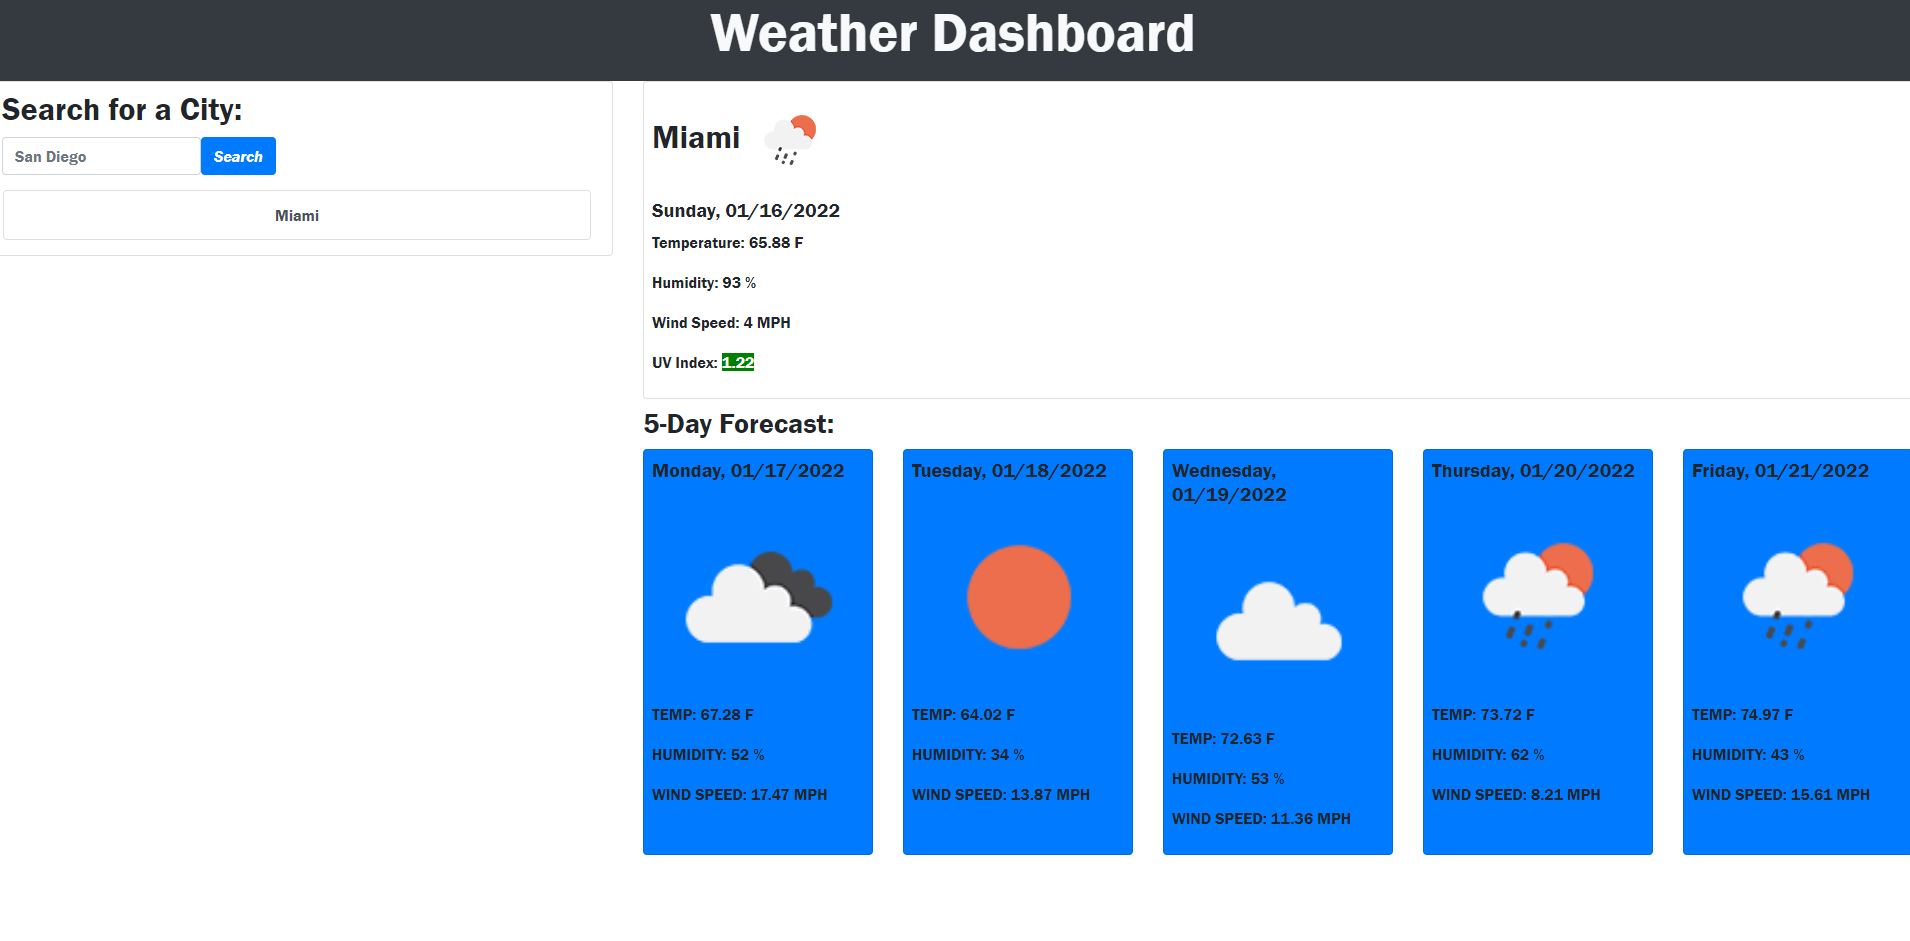 Weather Dashboard
Search for a City:
San Diego
Search
Miami
Miami
Sunday, 01/16/2022
Temperature: 65.88 F
Humidity: 93 %
Wind Speed: 4 MPH
UV Index: 1.22
5-Day Forecast:
Monday, 01/17/2022
TEMP: 67.28 F
HUMIDITY: 52 %
WIND SPEED: 17.47 MPH
Tuesday, 01/18/2022
TEMP: 64.02 F
HUMIDITY: 34 %
WIND SPEED: 13.87 MPH
Wednesday,
01/19/2022
TEMP: 72.63 F
HUMIDITY: 53 %
WIND SPEED: 11.36 MPH
Thursday, 01/20/2022
TEMP: 73.72 F
HUMIDITY: 62 %
WIND SPEED: 8.21 MPH
Friday, 01/21/2022
TEMP: 74.97 F
HUMIDITY: 43 %
WIND SPEED: 15.61 MPH